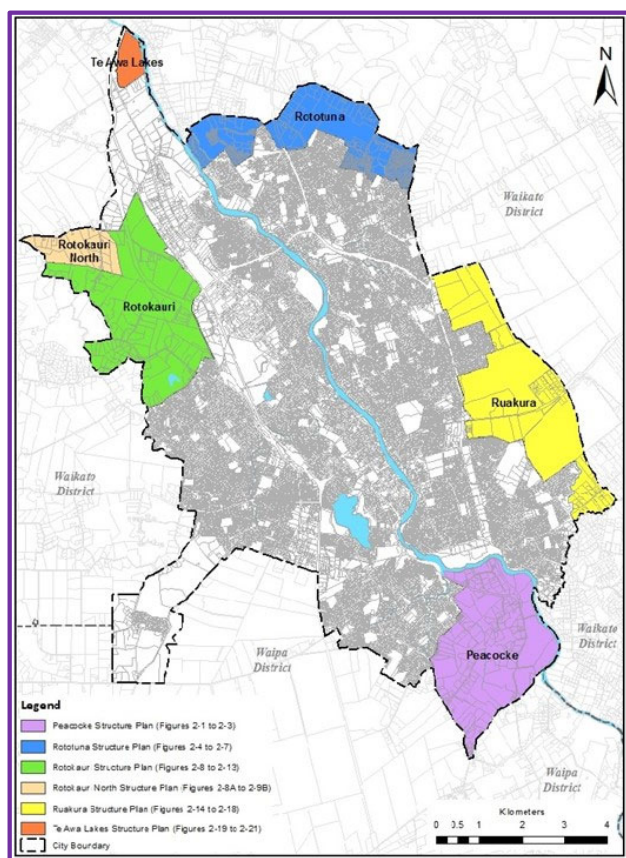 Te Awa Lakes
N
Rototuna
Waikato
District
Rotokauri
North
Rotokauri
Ruakura
Waikato
District
Waikato
District
Peacocke
Waipa
District
Waipa
District
Legend
Peacocke Structure Plan (Figures 2-1 to 2-3)
Rototuna Structure Plan (Figures 2-4 to 2-7)
Rotokauri Structure Plan (Figures 2-8 to 2-13)
Rotokauri North Structure Plan (Figures 2-8A to 2-9B)
Ruakura Structure Plan (Figures 2-14 to 2-18)
Te Awa Lakes Structure Plan (Figures 2-19 to 2-21)
City Boundary
Kilometers
0 0.5 1 2 3 4